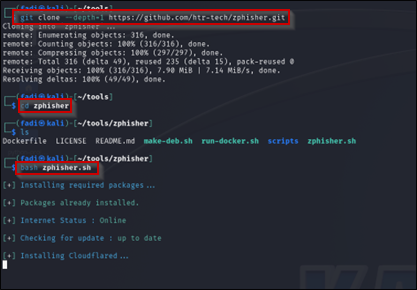 git clone --depth=1 https://github.com/htr-tech/zphisher.git
Cloning into 'zphisher'...
remote: Enumerating objects: 316, done.
remote: Counting objects: 100% (316/316), done.
remote: Compressing objects: 100% (297/297), done.
remote: Total 316 (delta 49), reused 235 (delta 15), pack-reused 0
Receiving objects: 100% (316/316), 7.90 MiB | 7.14 MiB/s, done.
Resolving deltas: 100% (49/49), done.
(fadi㉿kali)-[~/tools]
$ cd zphisher
(fadi㉿kali)-[~/tools/zphisher]
$ ls
Dockerfile LICENSE README.md make-deb.sh run-docker.sh scripts zphisher.sh
(fadi㉿kali)-[~/tools/zphisher]
$ bash zphisher.sh
[+] Installing required packages...
[+] Packages already installed.
[+] Internet Status : Online
[+] Checking for update : up to date
[+] Installing Cloudflared...